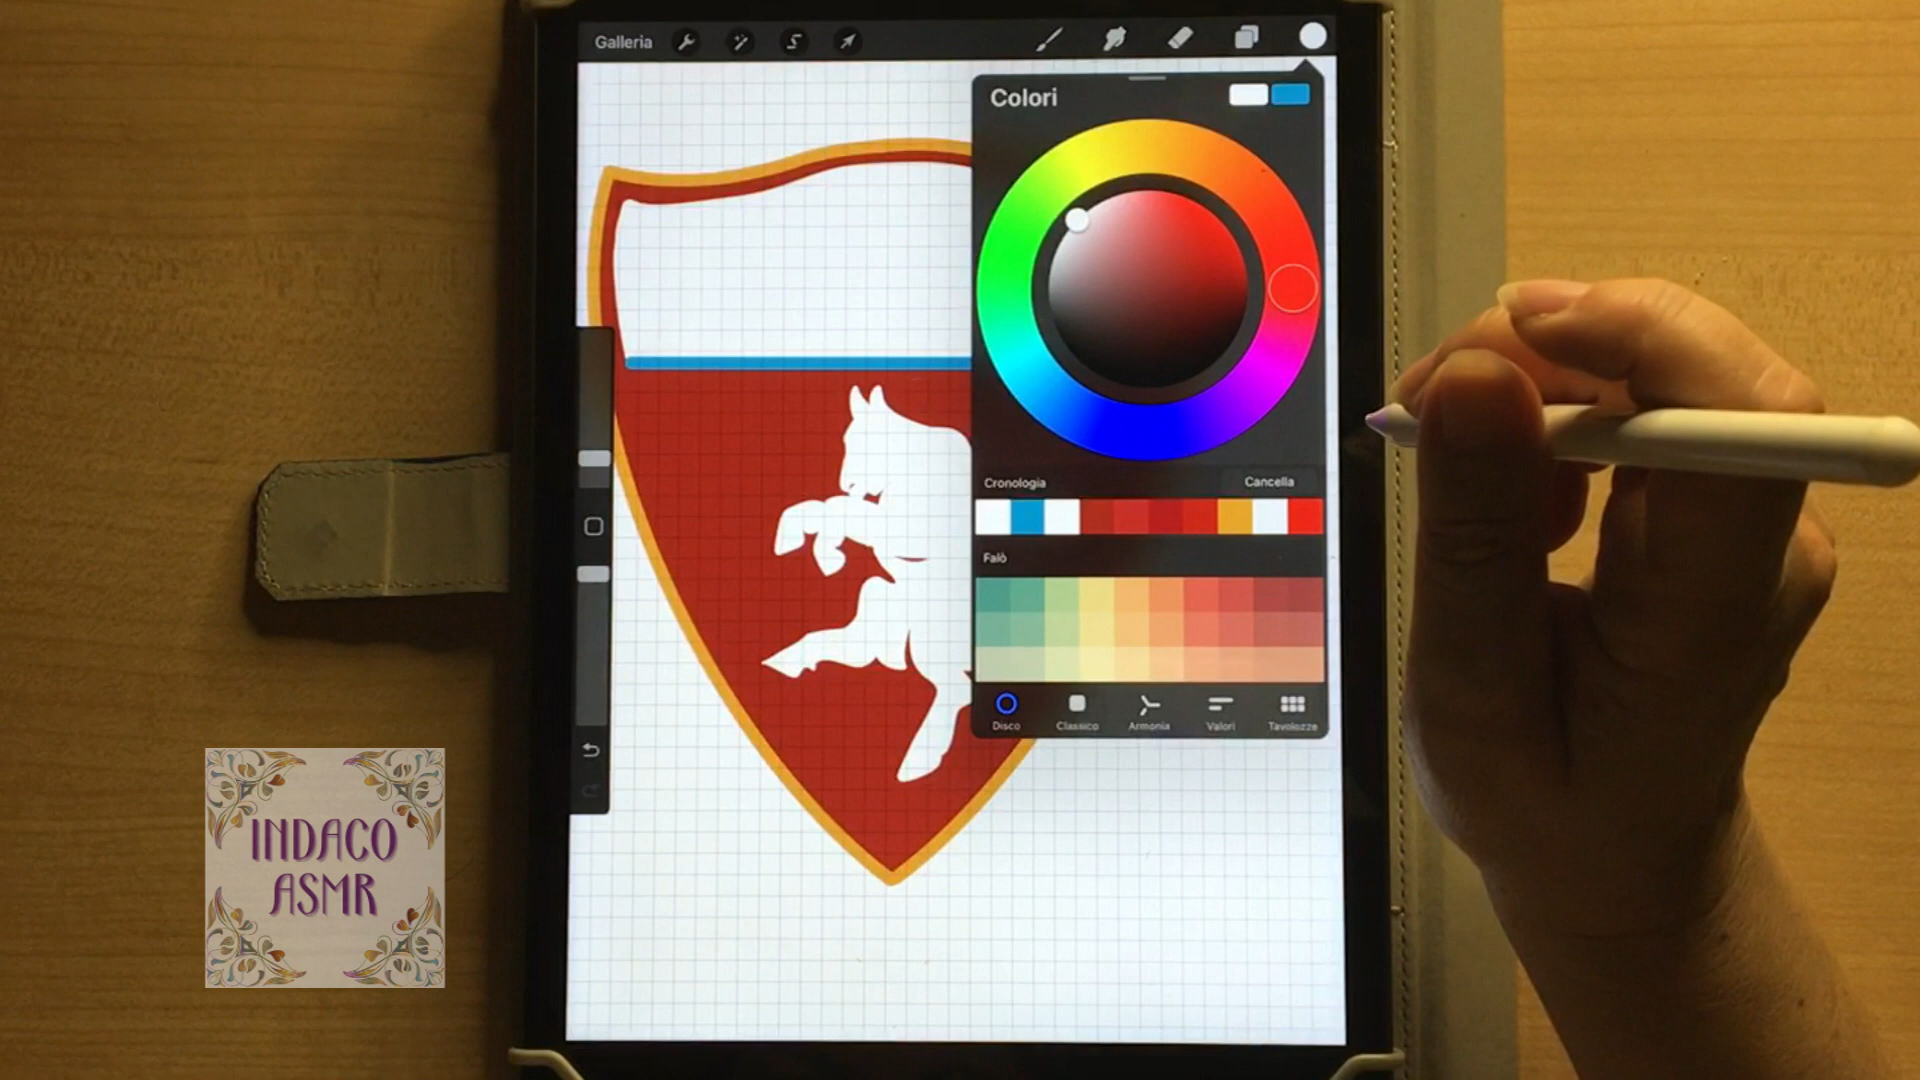 Galleria
Colori
Cronologia
Cancella
Falò
Disco
Classico
Armonia
Valori
Tavolozze
INDACO
ASMR